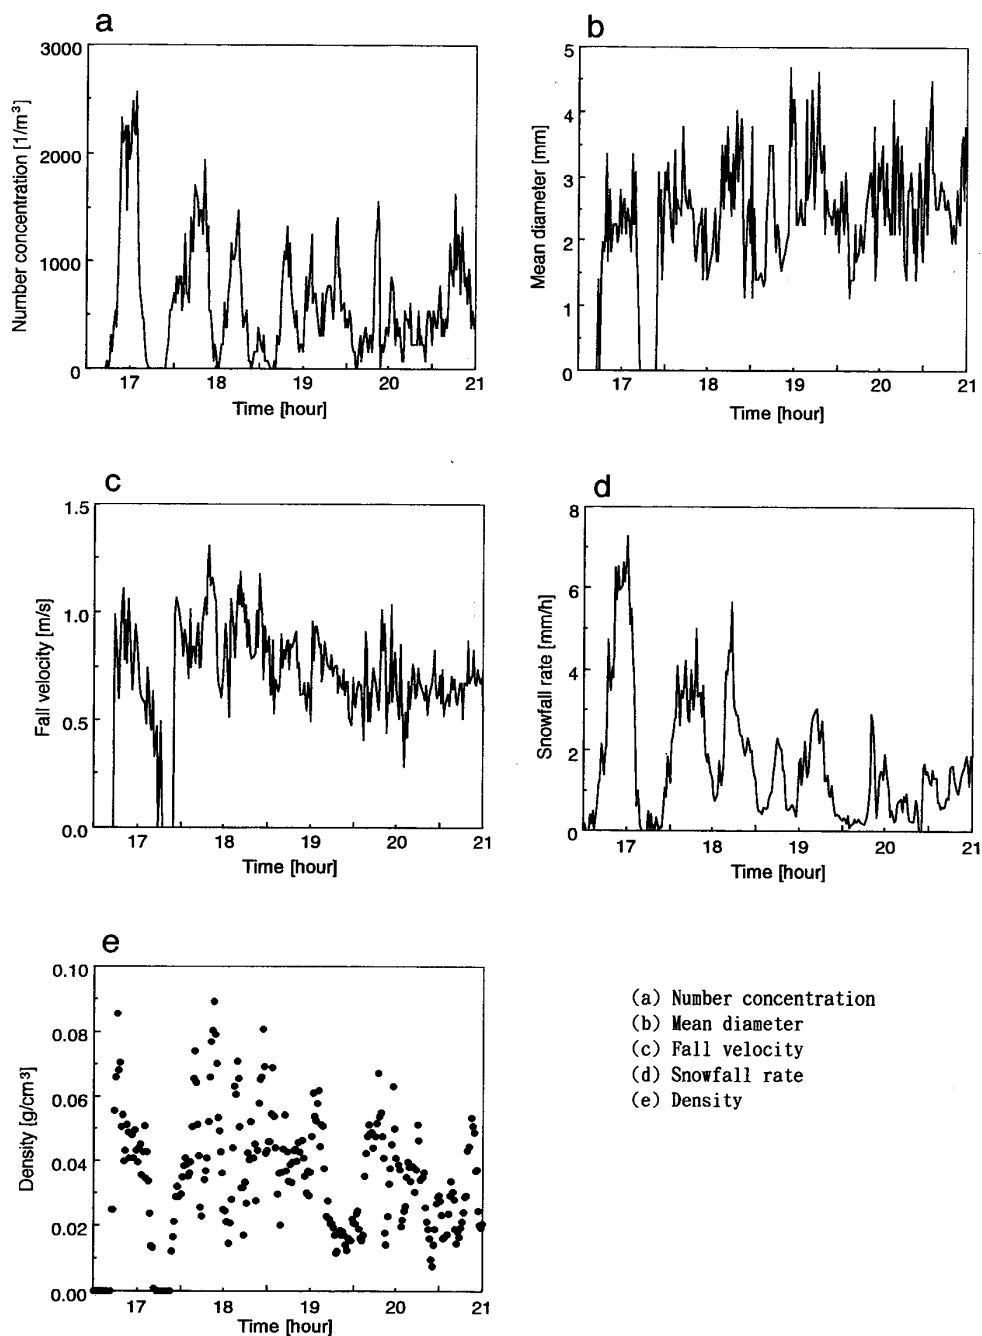 a
3000
2000
1000
0
Number concentration [1/m³]
17 18 19 20 21
Time [hour]
b
5
4
3
2
1
0
Mean diameter [mm]
17 18 19 20 21
Time [hour]
c
1.5
1.0
0.5
0.0
Fall velocity [m/s]
17 18 19 20 21
Time [hour]
d
8
6
4
2
0
Snowfall rate [mm/h]
17 18 19 20 21
Time [hour]
e
0.10
0.08
0.06
0.04
0.02
0.00
Density [g/cm³]
17 18 19 20 21
Time [hour]
(a) Number concentration
(b) Mean diameter
(c) Fall velocity
(d) Snowfall rate
(e) Density